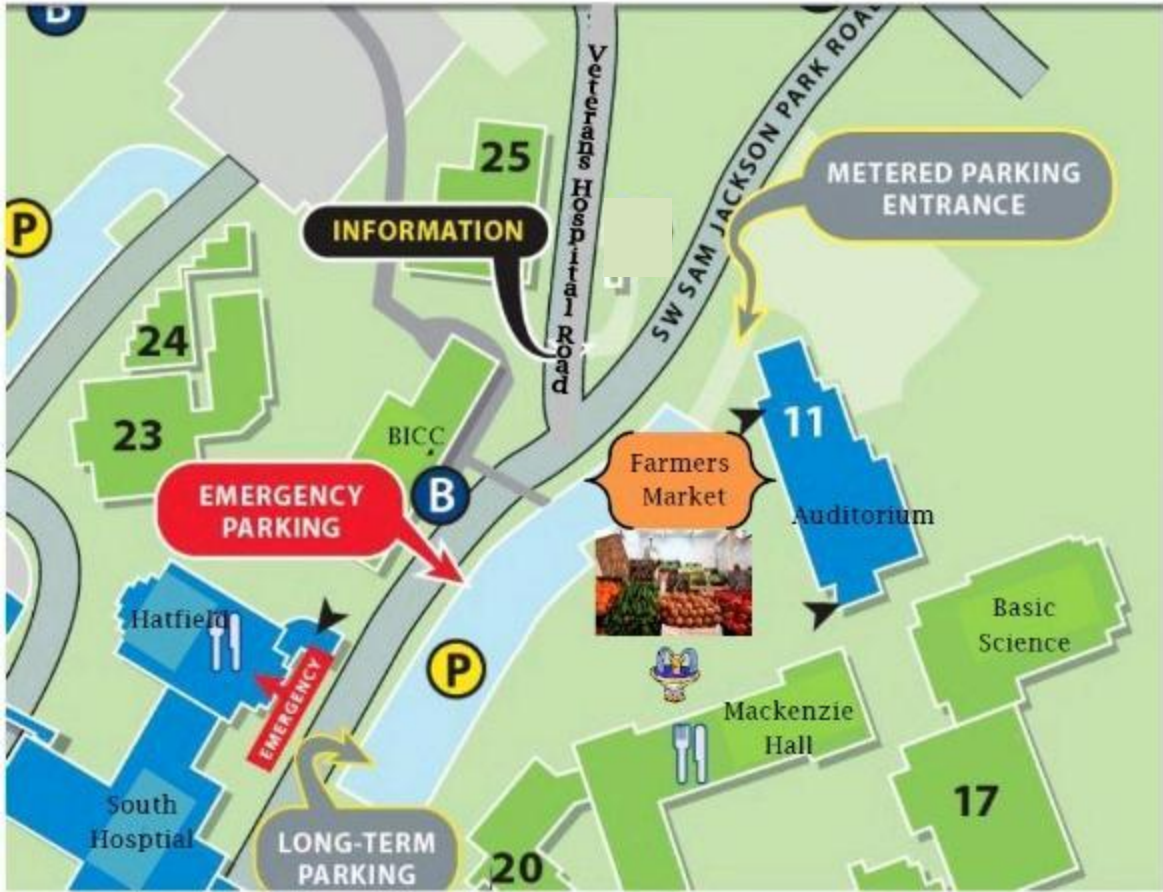 B
Veterans Hospital Road
SW SAM JACKSON PARK ROAD
25
METERED PARKING
ENTRANCE
P
INFORMATION
24
11
23
BICC
Farmers
Market
B
EMERGENCY
PARKING
Auditorium
Hatfield
Basic
Science
EMERGENCY
P
Mackenzie
Hall
South
Hosptial
17
LONG-TERM
PARKING
20